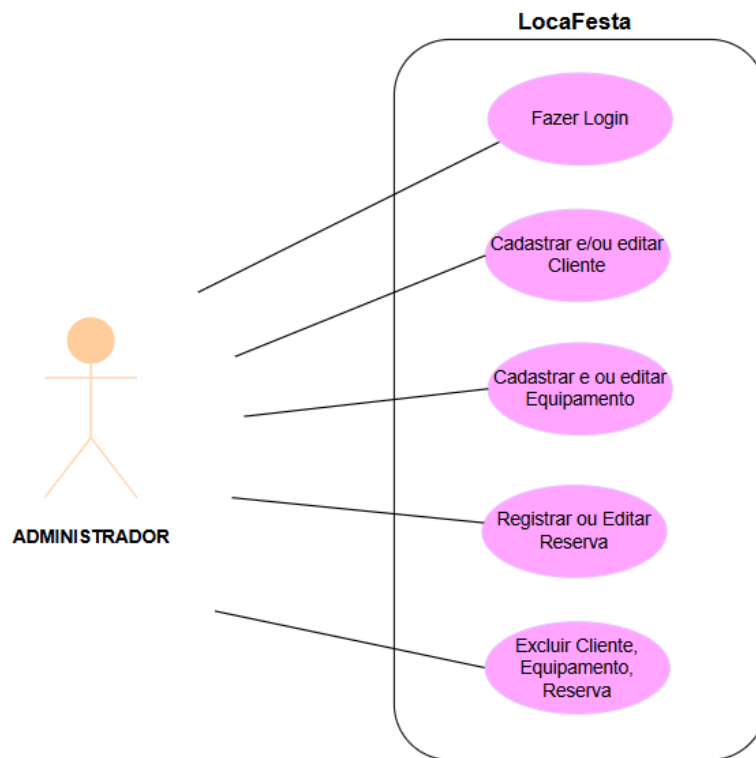 LocaFesta
Fazer Login
Cadastrar e/ou editar
Cliente
Cadastrar e ou editar
Equipamento
Registrar ou Editar
Reserva
Excluir Cliente,
Equipamento,
Reserva
ADMINISTRADOR